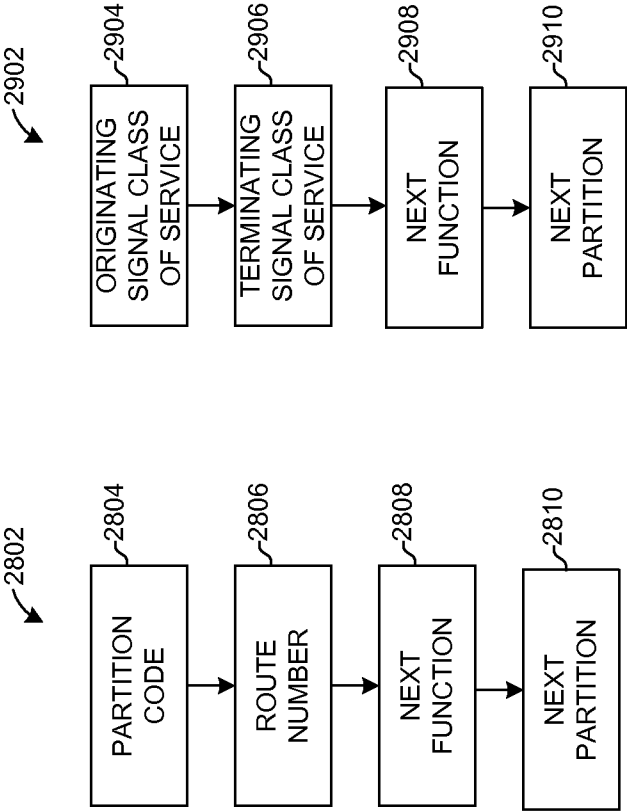 2802
PARTITION
CODE
2804
ROUTE
NUMBER
2806
NEXT
FUNCTION
2808
NEXT
PARTITION
2810
2902
ORIGINATING
SIGNAL CLASS
OF SERVICE
2904
TERMINATING
SIGNAL CLASS
OF SERVICE
2906
NEXT
FUNCTION
2908
NEXT
PARTITION
2910